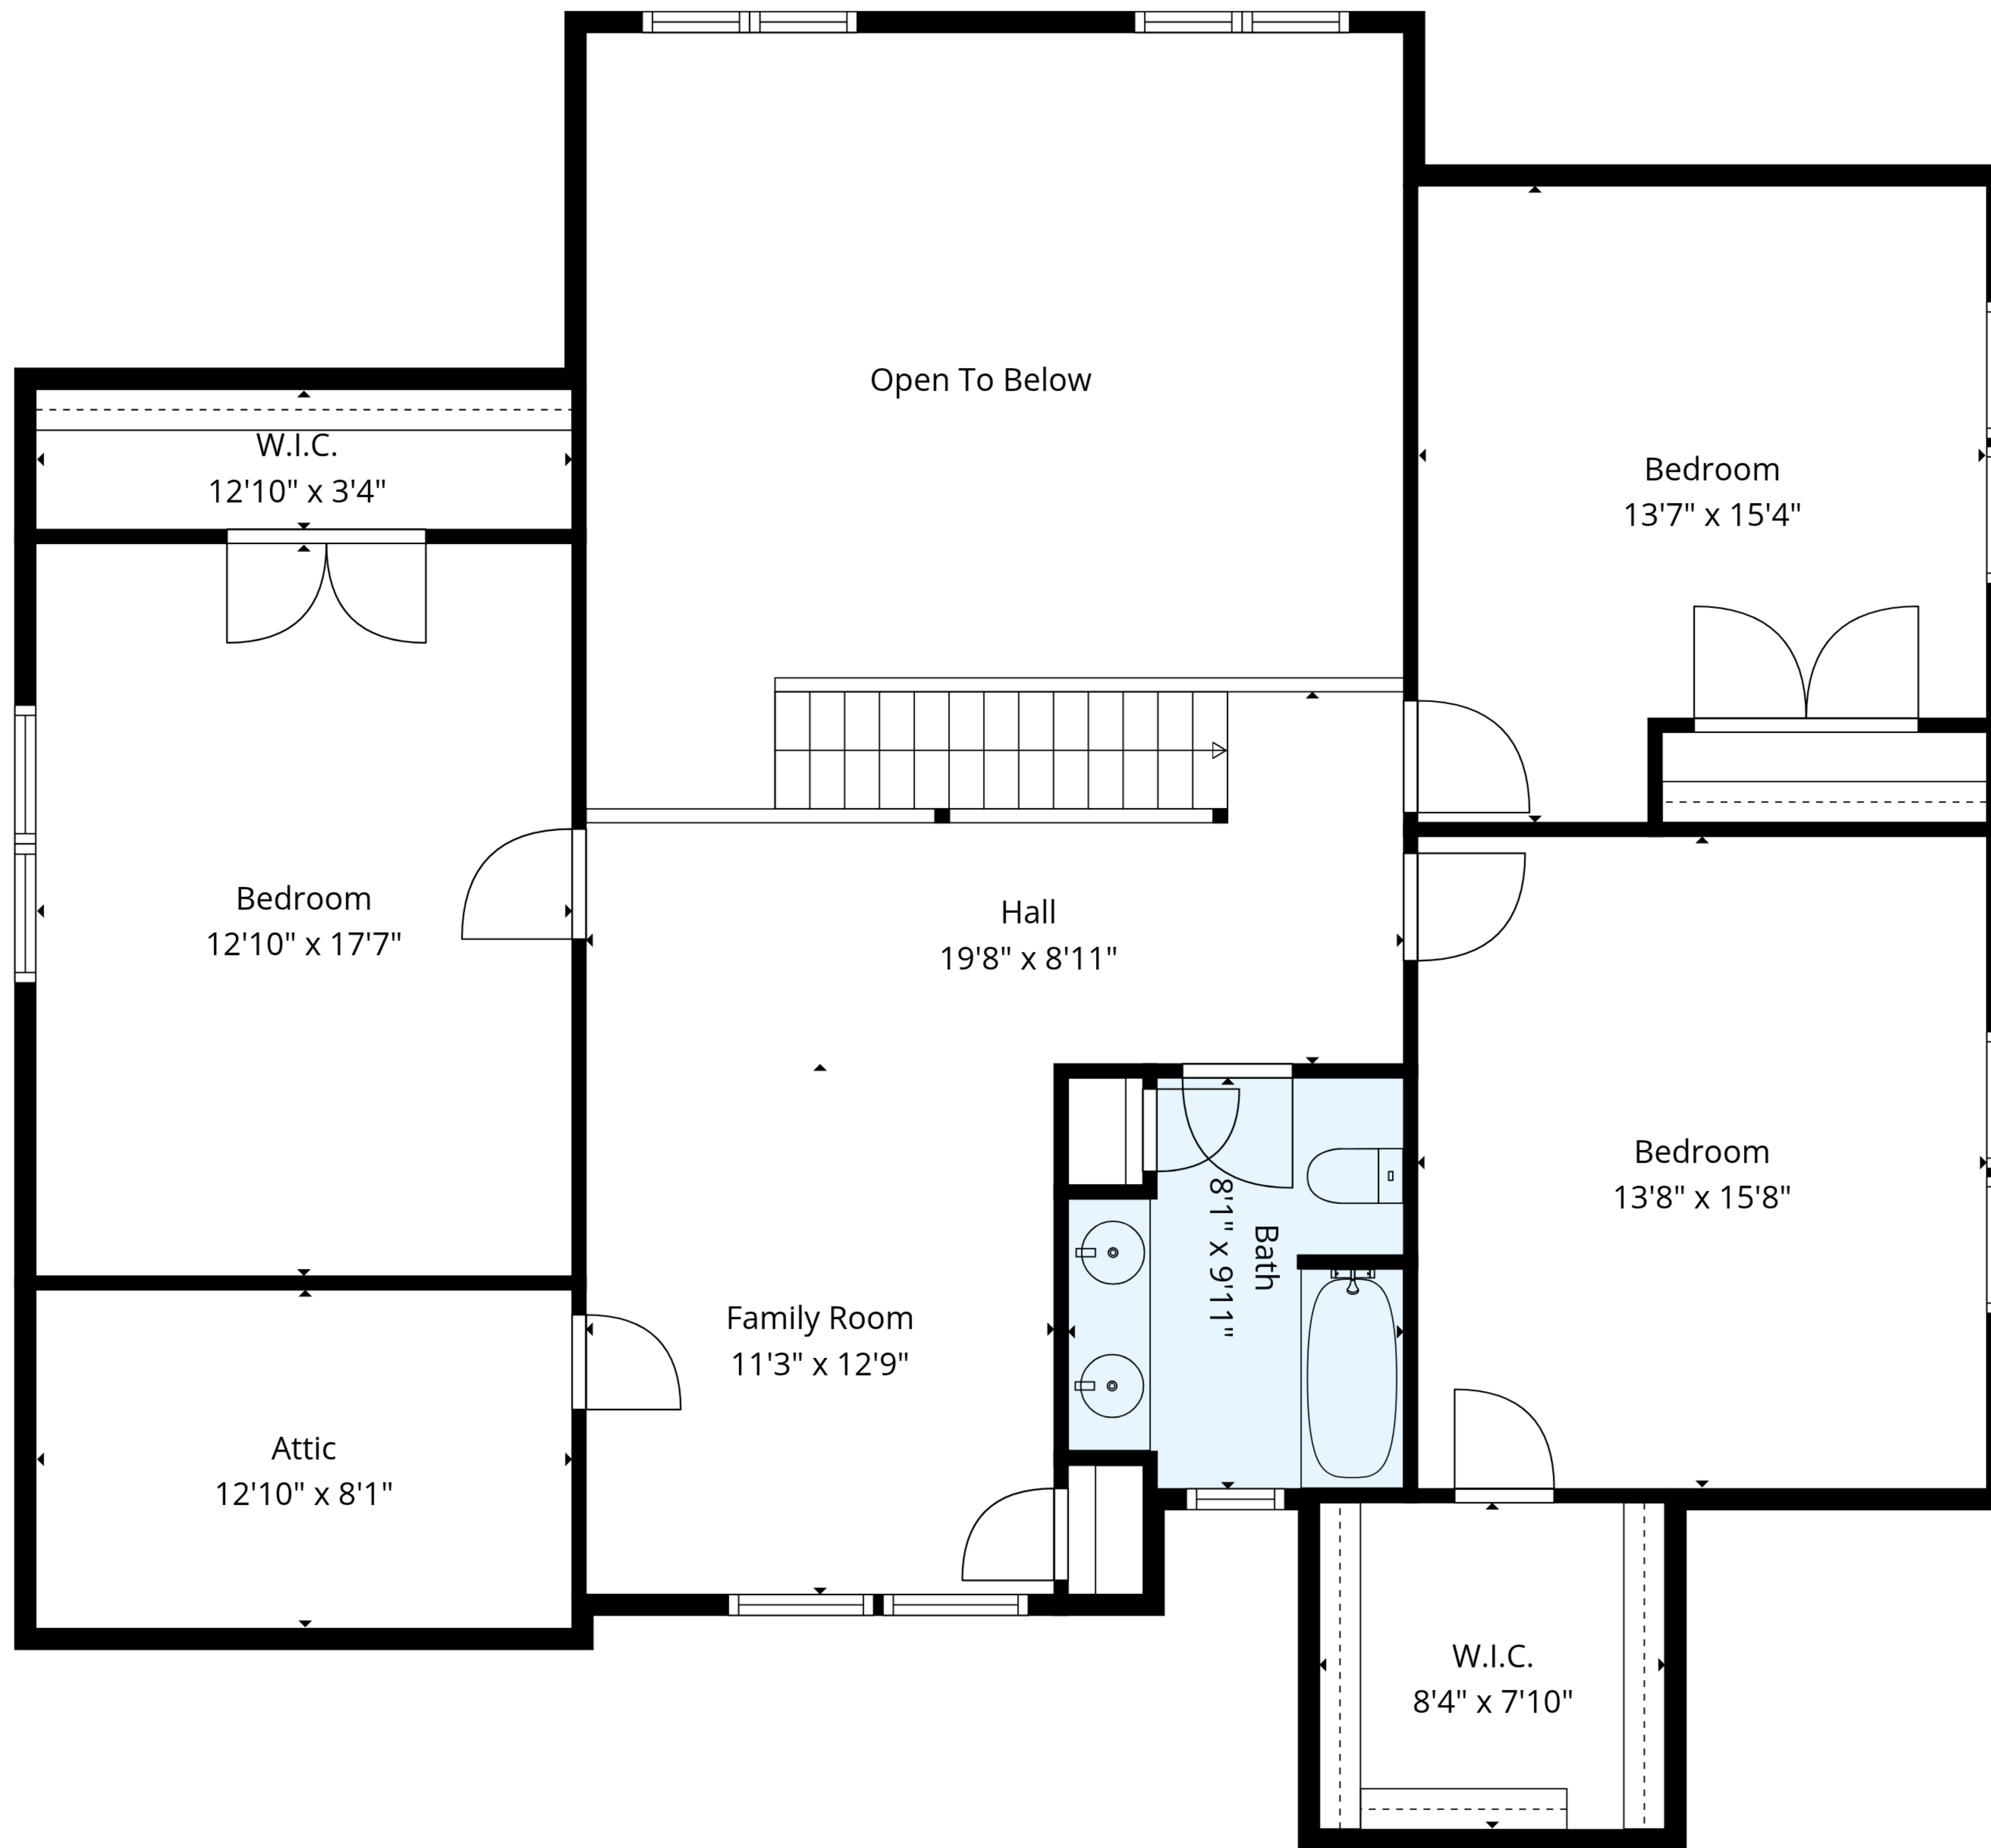 Open To Below
W.I.C.
12'10" x 3'4"
Bedroom
13'7" x 15'4"
Bedroom
12'10" x 17'7"
Hall
19'8" x 8'11"
Bedroom
13'8" x 15'8"
Bath
8'1" x 9'11"
Family Room
11'3" x 12'9"
Attic
12'10" x 8'1"
W.I.C.
8'4" x 7'10"